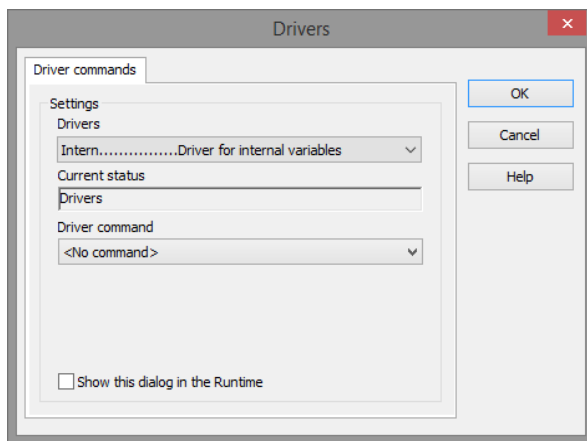 Drivers
Driver commands
Settings
Drivers
Intern................Driver for internal variables
Current status
Drivers
Driver command
<No command>
Show this dialog in the Runtime
OK
Cancel
Help